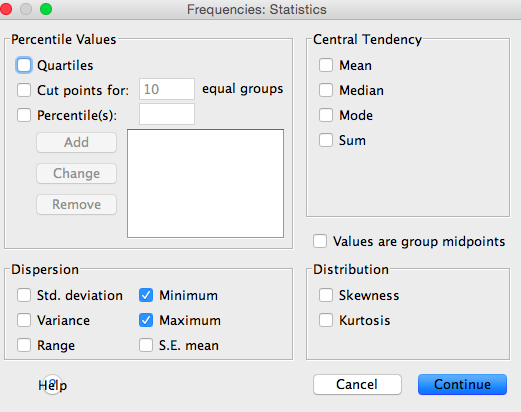 Frequencies: Statistics
Percentile Values
Quartiles
Cut points for: 10 equal groups
Percentile(s):
Add
Change
Remove
Central Tendency
Mean
Median
Mode
Sum
Values are group midpoints
Dispersion
Std. deviation Minimum
Variance Maximum
Range S.E. mean
Distribution
Skewness
Kurtosis
Help Cancel Continue